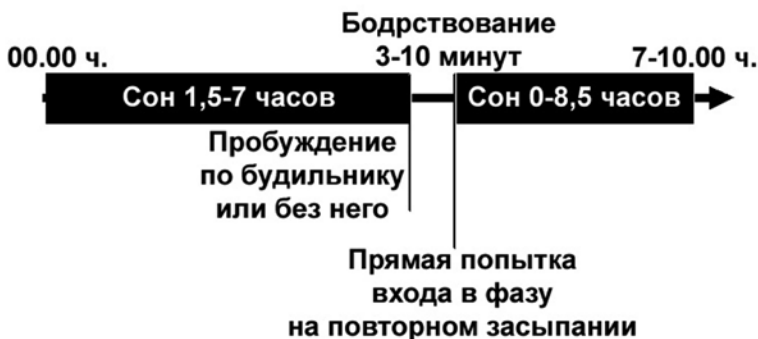 Бодрствование
00.00 ч. 3-10 минут 7-10.00 ч.
Сон 1,5-7 часов Сон 0-8,5 часов
Пробуждение
по будильнику
или без него
Прямая попытка
входа в фазу
на повторном засыпании